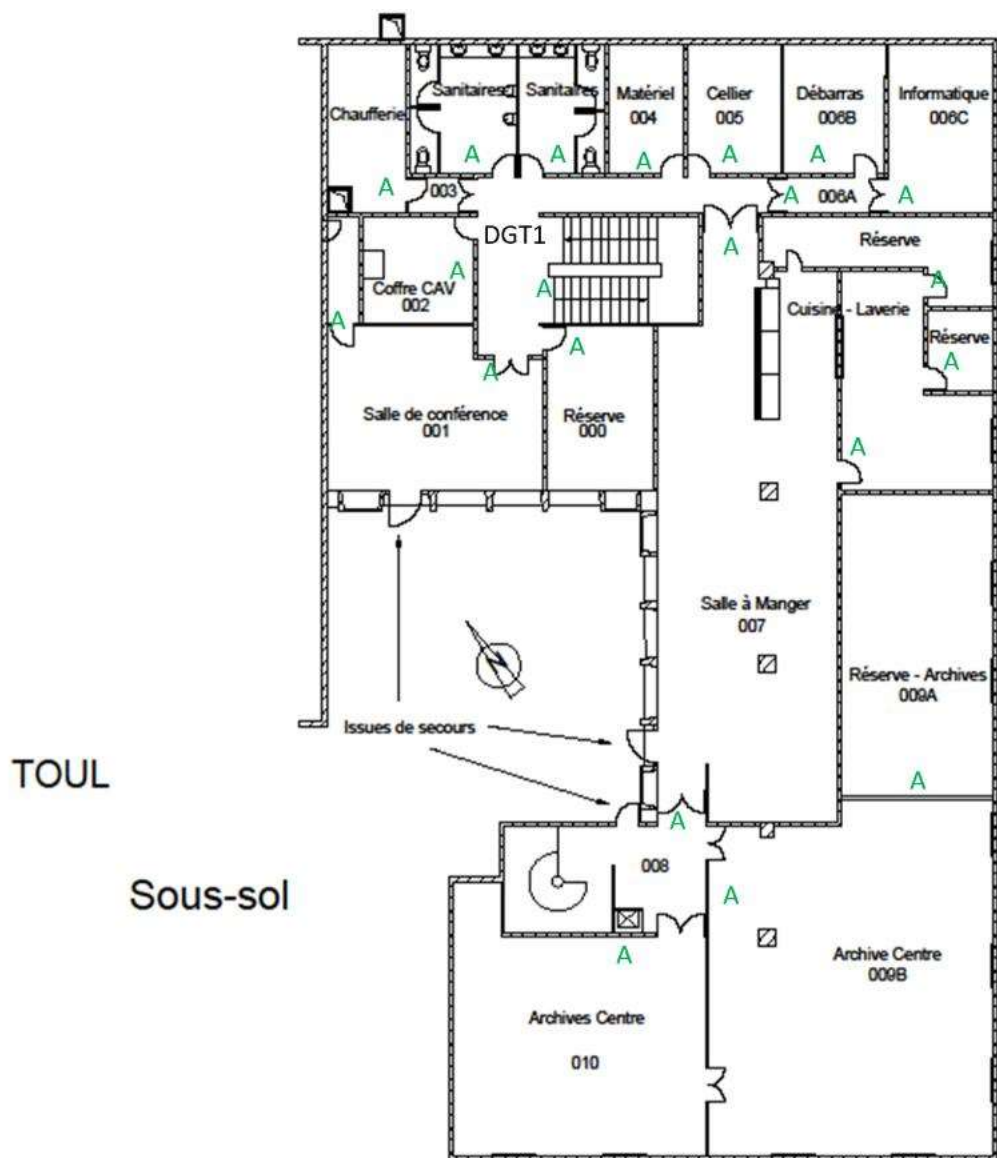 Chaufferie
Sanitaires
Sanitaires
Matériel
004
Cellier
005
Débarras
006B
Informatique
006C
A
A
A
A
A
A
003
A
006A
A
DGT1
A
Réserve
Coffre CAV
002
A
A
A
Cuisine - Laverie
A
A
Réserve
A
A
Salle de conférence
001
Réserve
000
A
Salle à Manger
007
N
Réserve - Archives
009A
Issues de secours
TOUL
A
A
008
Sous-sol
A
A
Archive Centre
009B
Archives Centre
010